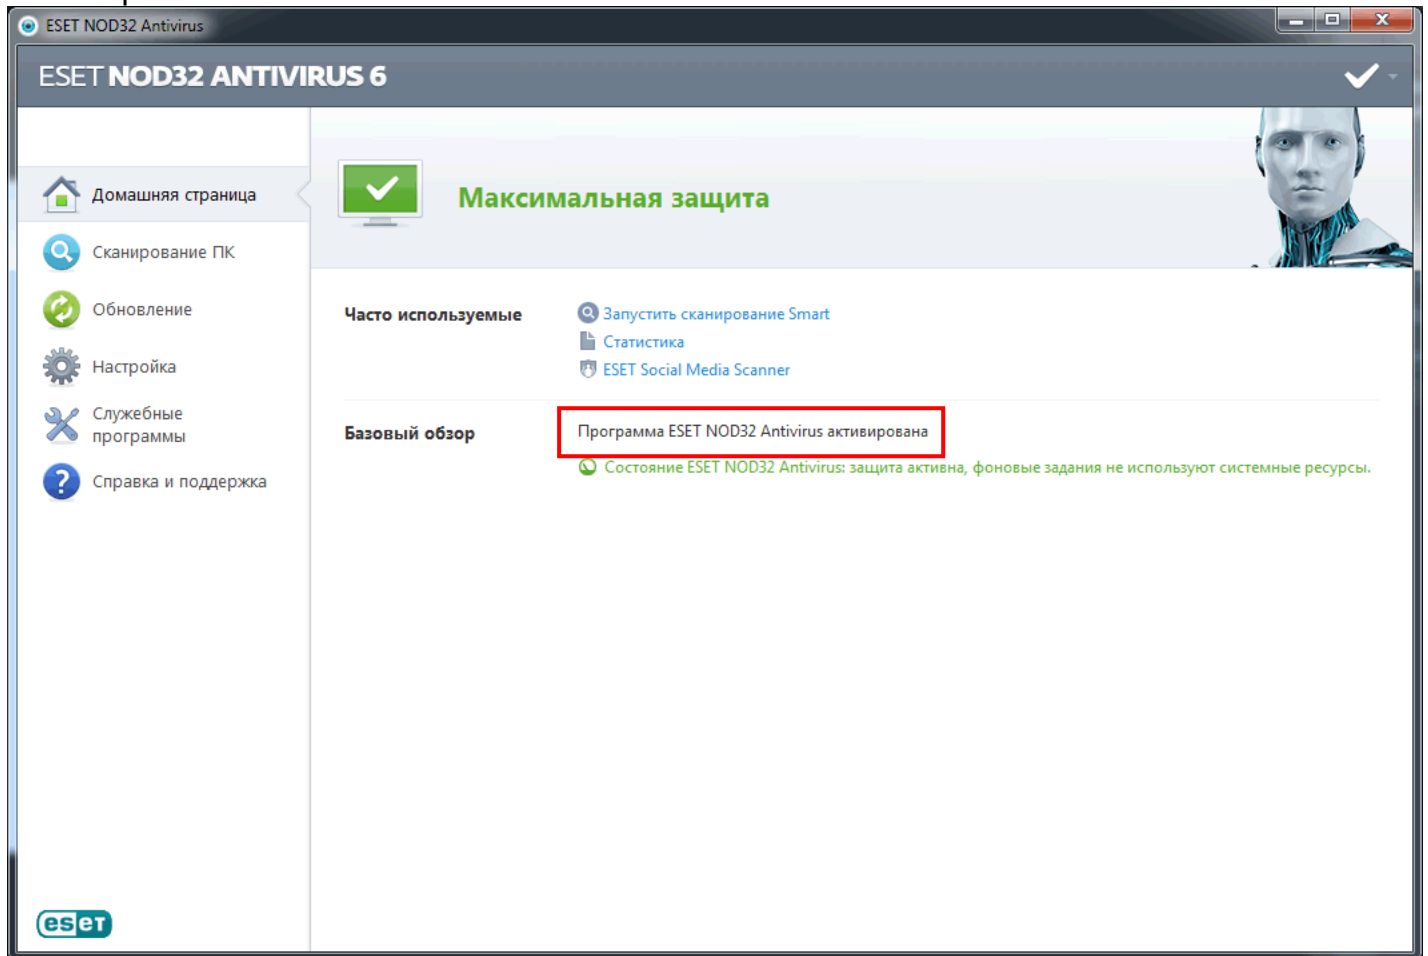 ESET NOD32 Antivirus
ESET NOD32 ANTIVIRUS 6
Домашняя страница
Сканирование ПК
Обновление
Настройка
Служебные
программы
Справка и поддержка
Максимальная защита
Часто используемые
Запустить сканирование Smart
Статистика
ESET Social Media Scanner
Базовый обзор
Программа ESET NOD32 Antivirus активирована
Состояние ESET NOD32 Antivirus: защита активна, фоновые задания не используют системные ресурсы.
eseT